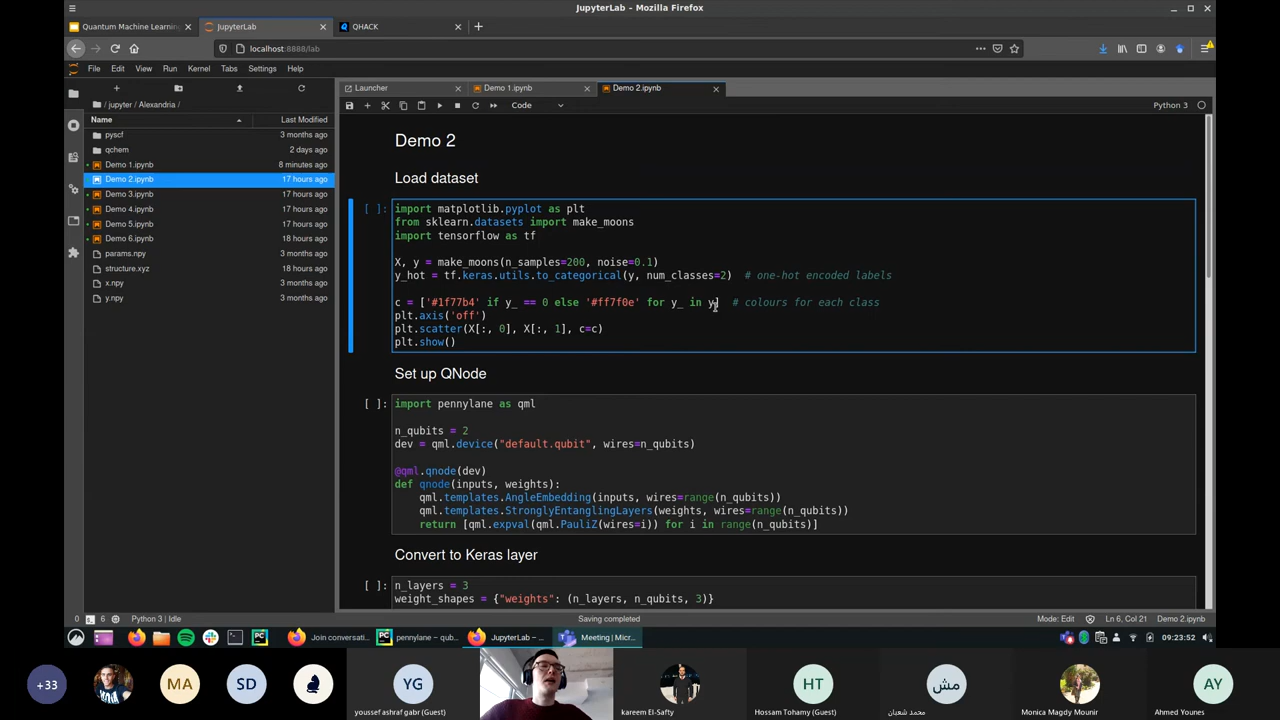 JupyterLab - Mozilla Firefox
Quantum Machine Learning
JupyterLab
QHACK
localhost:8888/lab
File Edit View Run Kernel Tabs Settings Help
Launcher
Demo 1.ipynb
Demo 2.ipynb
/ jupyter / Alexandria /
Code
Python 3
Name Last Modified
pyscf 3 months ago
qchem 2 days ago
Demo 1.ipynb 8 minutes ago
Demo 2.ipynb 17 hours ago
Demo 3.ipynb 17 hours ago
Demo 4.ipynb 17 hours ago
Demo 5.ipynb 17 hours ago
Demo 6.ipynb 18 hours ago
params.npy 3 months ago
structure.xyz 18 hours ago
x.npy 3 months ago
y.npy 3 months ago
Demo 2
Load dataset
[ ]: import matplotlib.pyplot as plt
from sklearn.datasets import make_moons
import tensorflow as tf
X, y = make_moons(n_samples=200, noise=0.1)
y_hot = tf.keras.utils.to_categorical(y, num_classes=2) # one-hot encoded labels
c = ['#1f77b4' if y_ == 0 else '#ff7f0e' for y_ in y] # colours for each class
plt.axis('off')
plt.scatter(X[:, 0], X[:, 1], c=c)
plt.show()
Set up QNode
[ ]: import pennylane as qml
n_qubits = 2
dev = qml.device("default.qubit", wires=n_qubits)
@qml.qnode(dev)
def qnode(inputs, weights):
qml.templates.AngleEmbedding(inputs, wires=range(n_qubits))
qml.templates.StronglyEntanglingLayers(weights, wires=range(n_qubits))
return [qml.expval(qml.PauliZ(wires=i)) for i in range(n_qubits)]
Convert to Keras layer
[ ]: n_layers = 3
weight_shapes = {"weights": (n_layers, n_qubits, 3)}
0 6 Python 3 | Idle
Saving completed
Mode: Edit Ln 6, Col 21 Demo 2.ipynb
Join conversati...
pennylane – qub...
JupyterLab – ...
Meeting | Micr...
09:23:52
+33
MA
SD
YG
HT
مش
AY
youssef ashraf gabr (Guest)
kareem El-Safty
Hossam Tohamy (Guest)
محمد شعبان
Monica Magdy Mounir
Ahmed Younes